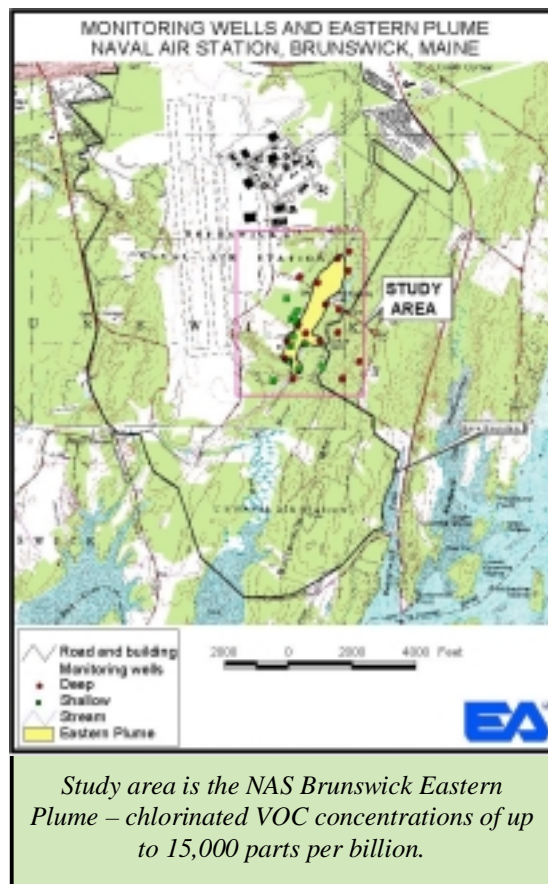 MONITORING WELLS AND EASTERN PLUME
NAVAL AIR STATION, BRUNSWICK, MAINE
STUDY
AREA
Road and building
Monitoring wells
Deep
Shallow
Stream
Eastern Plume
2000 0 2000 4000 Feet
EA
Study area is the NAS Brunswick Eastern
Plume – chlorinated VOC concentrations of up
to 15,000 parts per billion.